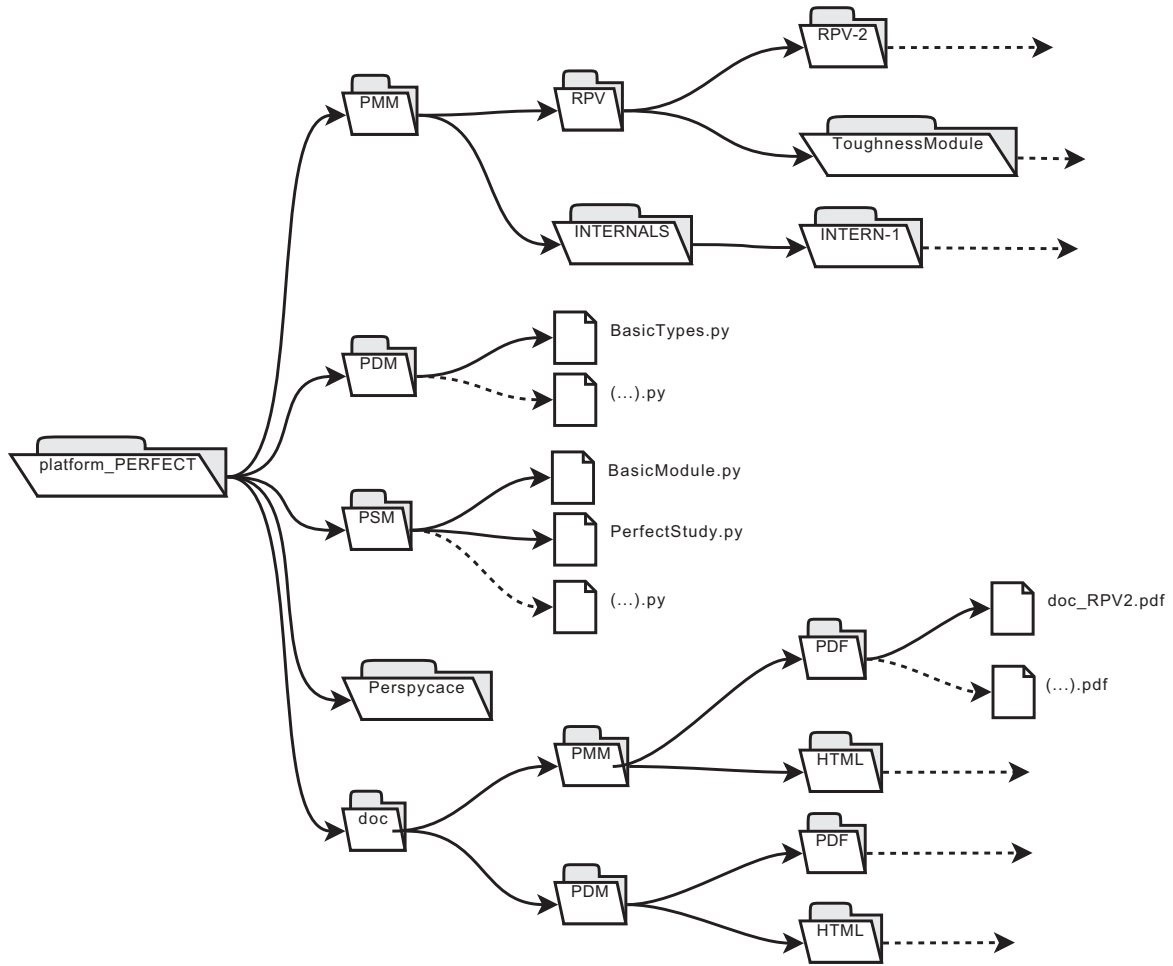 RPV-2
PMM
RPV
ToughnessModule
INTERNALS
INTERN-1
BasicTypes.py
PDM
(...).py
platform_PERFECT
BasicModule.py
PSM
PerfectStudy.py
(...).py
doc_RPV2.pdf
PDF
Perspycace
(...).pdf
PMM
HTML
doc
PDF
PDM
HTML